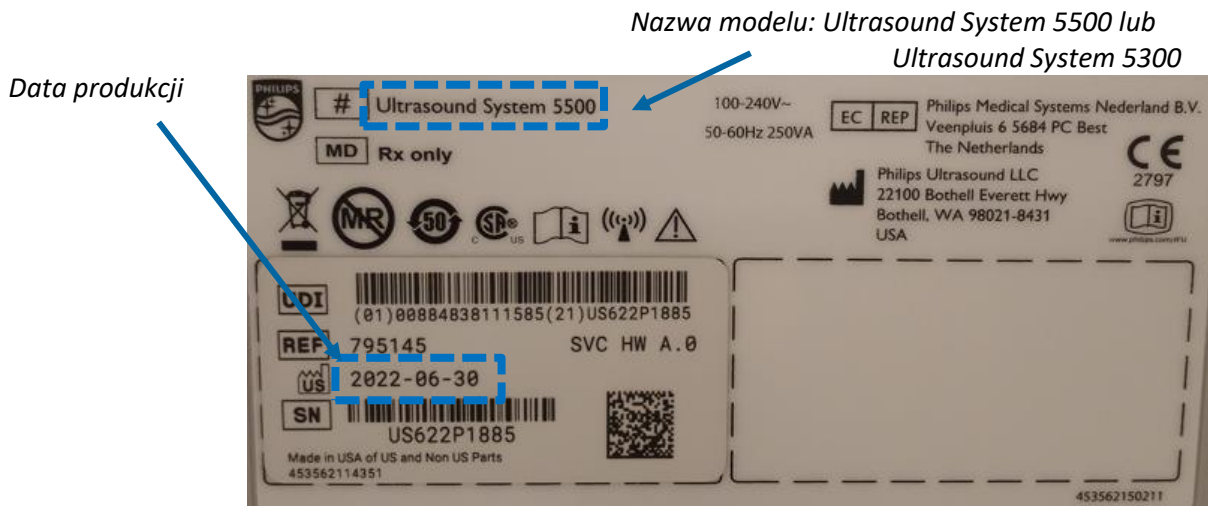 Nazwa modelu: Ultrasound System 5500 lub
Ultrasound System 5300
Data produkcji
PHILIPS
# Ultrasound System 5500
MD Rx only
100-240V~
50-60Hz 250VA
EC REP
Philips Medical Systems Nederland B.V.
Veenpluis 6 5684 PC Best
The Netherlands
Philips Ultrasound LLC
22100 Bothell Everett Hwy
Bothell, WA 98021-8431
USA
CE
2797
www.philips.com/IFU
MR
50
C SA® US
i
UDI
(01)00884838111585(21)US622P1885
REF 795145 SVC HW A.0
US 2022-06-30
SN
US622P1885
Made in USA of US and Non US Parts
453562114351
453562150211